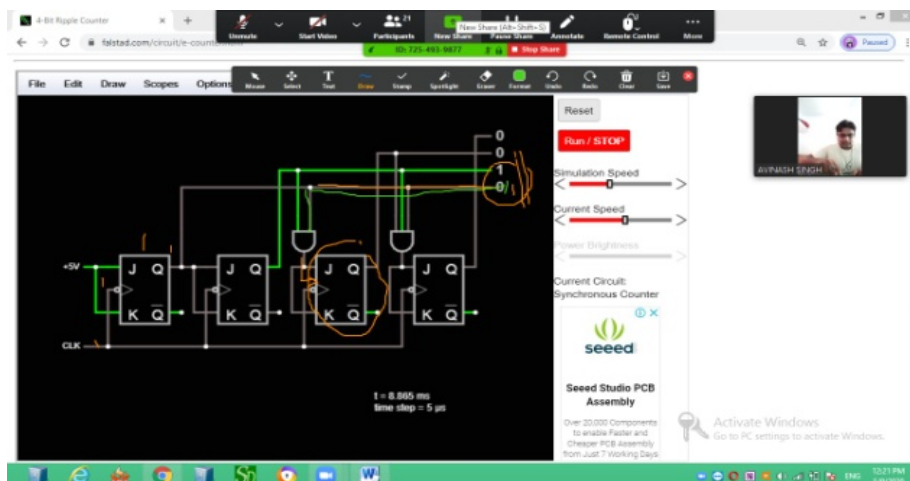 4-Bit Ripple Counter
Unmute
Start Video
21
Participants
New Share
New Share (Alt+Shift+S)
Pause Share
Annotate
Remote Control
More
ID: 725-493-9877
Stop Share
Paused
File Edit Draw Scopes Options
Mouse
Select
Text
Draw
Stamp
Spotlight
Eraser
Format
Undo
Redo
Clear
Save
Reset
Run / STOP
Simulation Speed
Current Speed
Power Brightness
Current Circuit:
Synchronous Counter
seeed
Seeed Studio PCB
Assembly
Over 20,000 Components
to enable Faster and
Cheaper PCB Assembly
from Just 7 Working Days
AVINASH SINGH
0
0
1
0
+5V
J Q
K Q
J Q
K Q
J Q
K Q
J Q
K Q
CLK
t = 8.865 ms
time step = 5 µs
Activate Windows
Go to PC settings to activate Windows.
ENG
12:21 PM